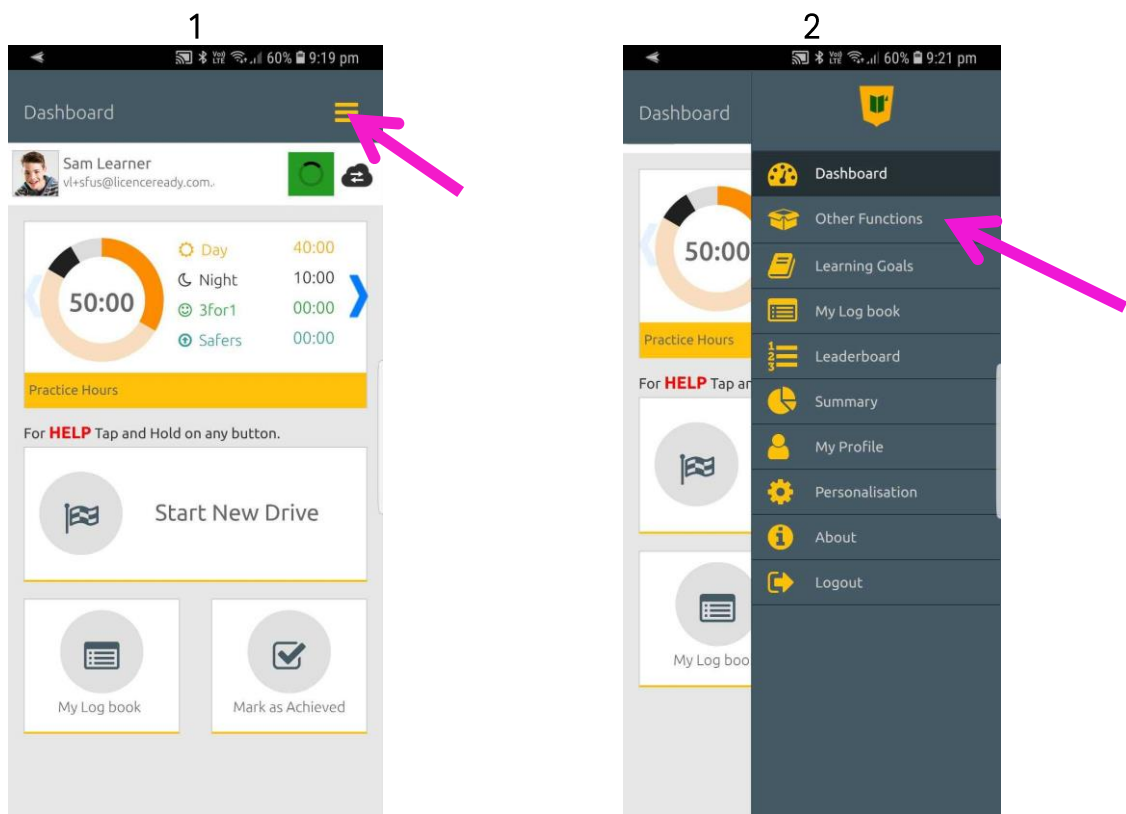 1
60% 9:19 pm
Dashboard
Sam Learner
vl+sfus@licenceready.com.
50:00
Day 40:00
Night 10:00
3for1 00:00
Safers 00:00
Practice Hours
For HELP Tap and Hold on any button.
Start New Drive
My Log book
Mark as Achieved
2
60% 9:21 pm
Dashboard
50:00
Practice Hours
For HELP Tap ar
My Log boo
Dashboard
Other Functions
Learning Goals
My Log book
Leaderboard
Summary
My Profile
Personalisation
About
Logout